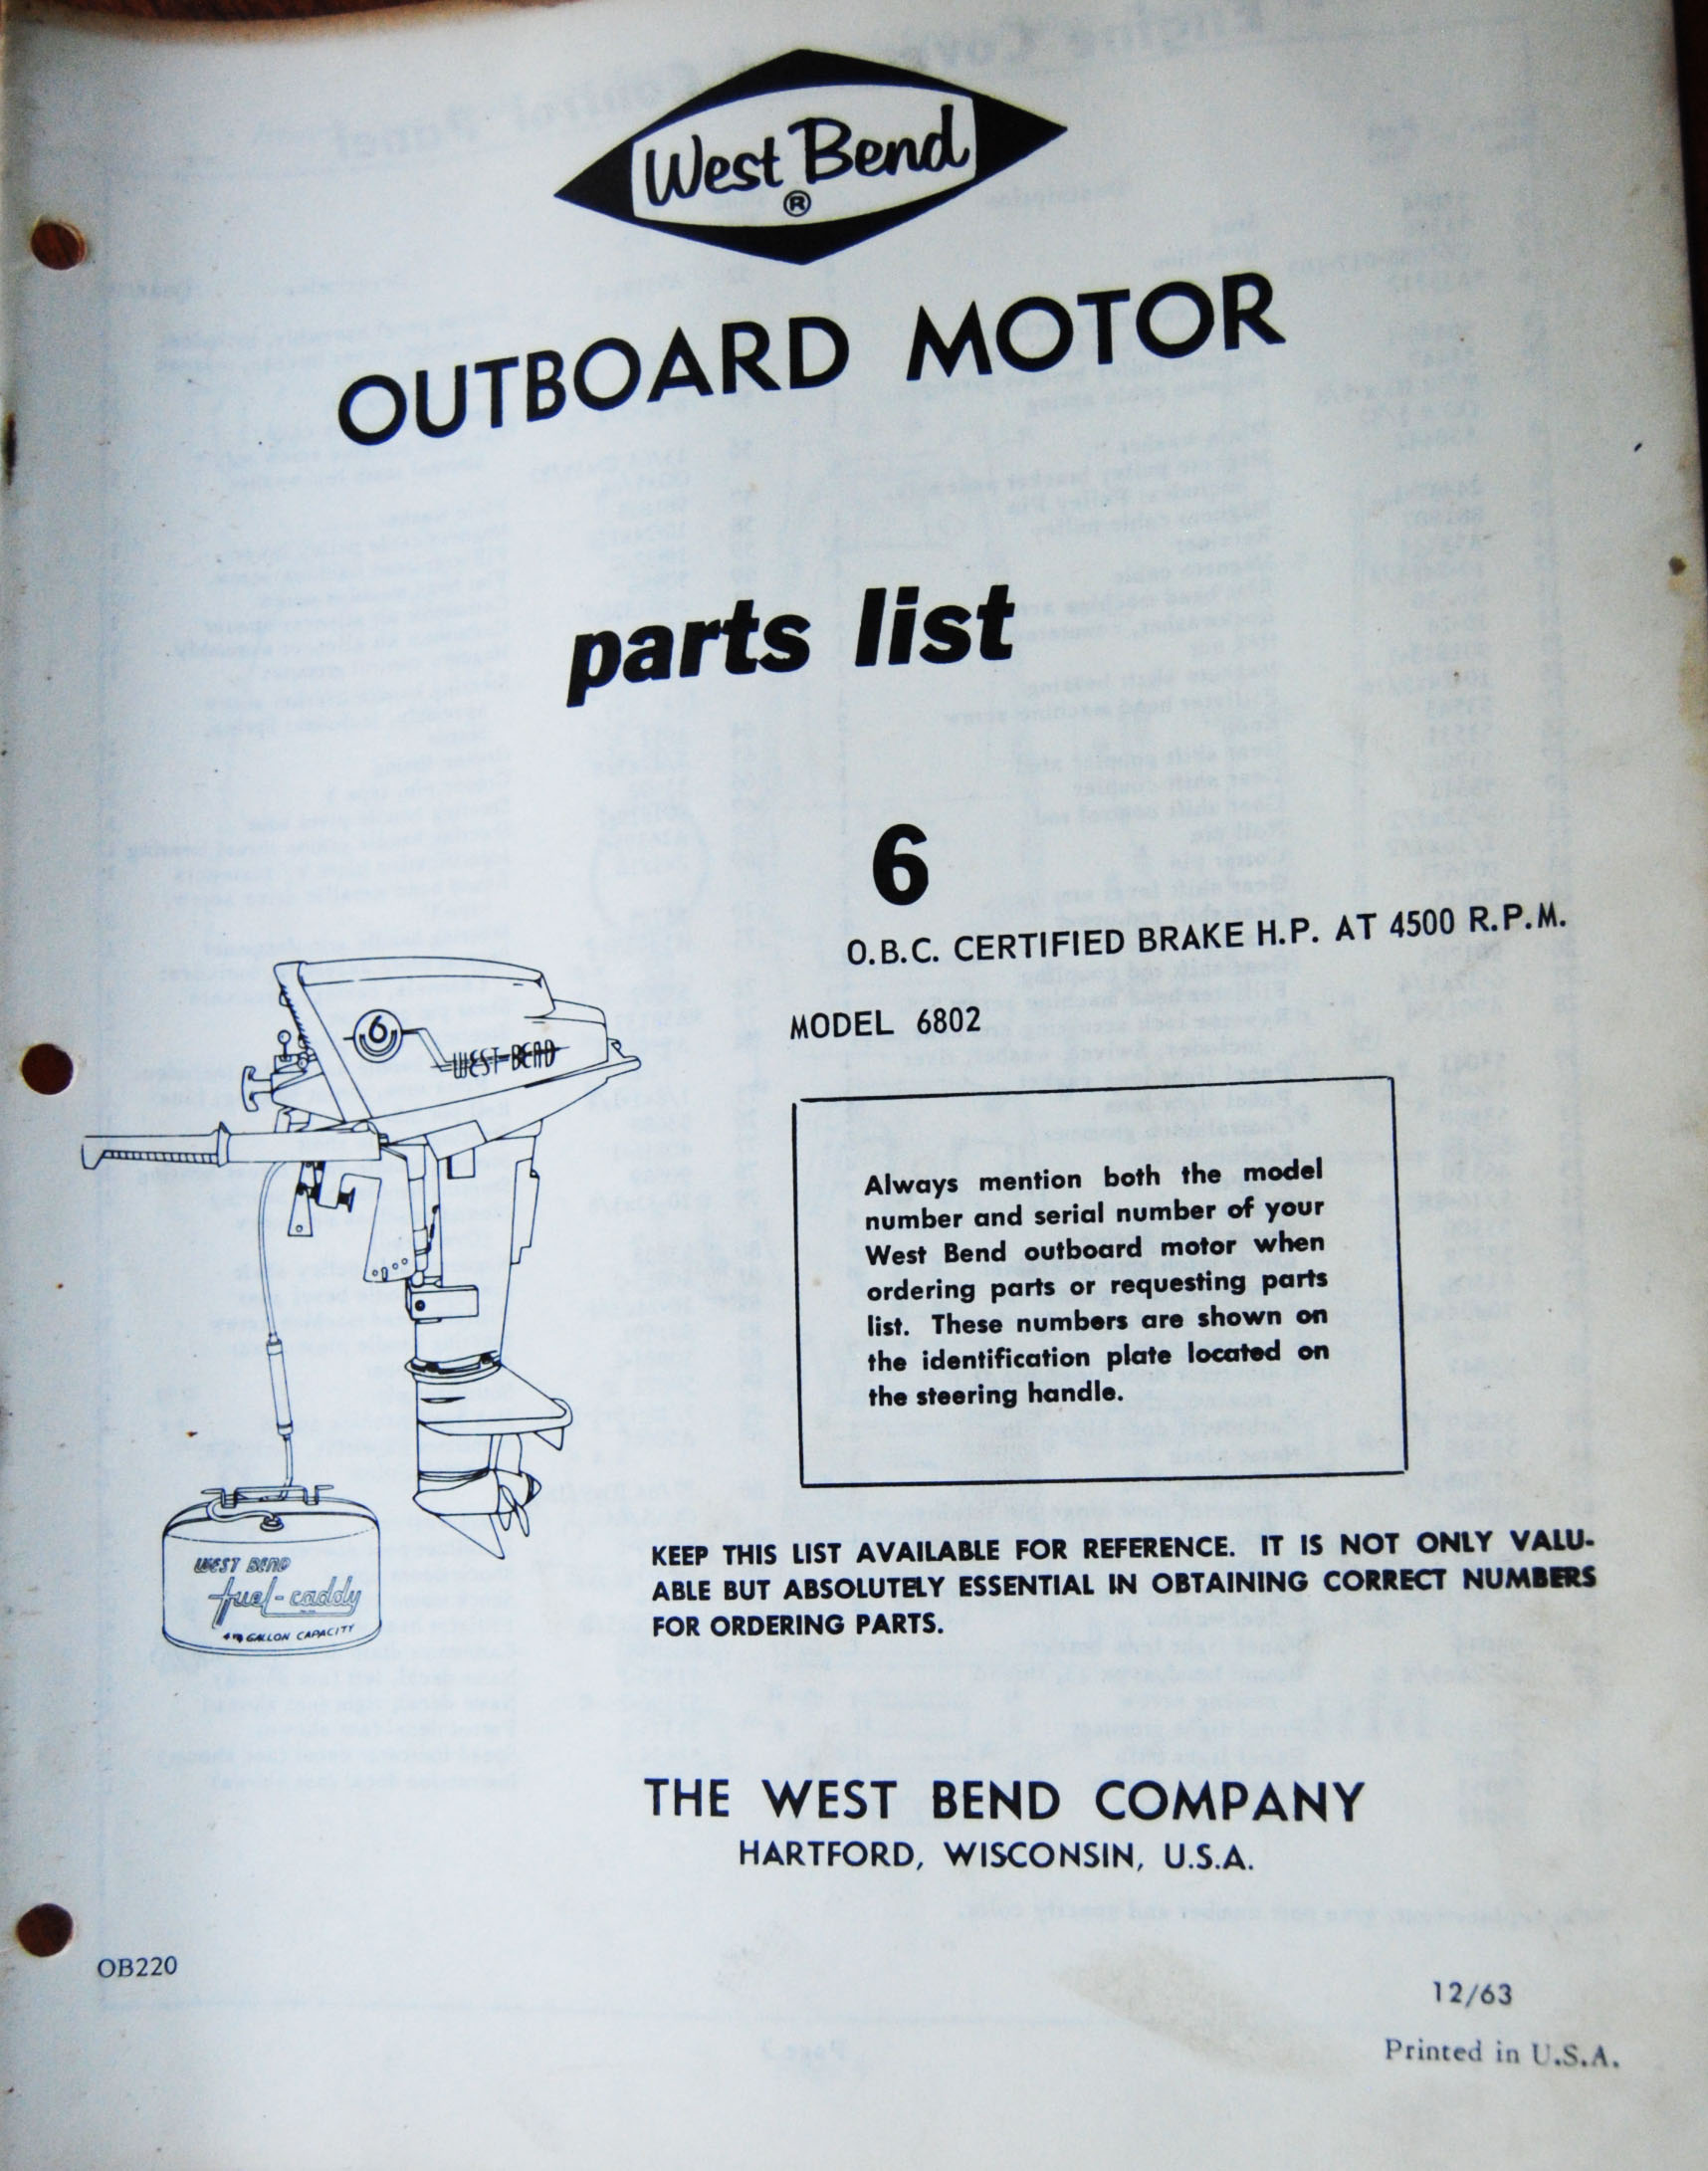 West Bend
®
OUTBOARD MOTOR
parts list
6
O.B.C. CERTIFIED BRAKE H.P. AT 4500 R.P.M.
MODEL 6802
6
WEST-BEND
Always mention both the model
number and serial number of your
West Bend outboard motor when
ordering parts or requesting parts
list. These numbers are shown on
the identification plate located on
the steering handle.
WEST BEND
fuel-caddy
GALLON CAPACITY
KEEP THIS LIST AVAILABLE FOR REFERENCE. IT IS NOT ONLY VALU-
ABLE BUT ABSOLUTELY ESSENTIAL IN OBTAINING CORRECT NUMBERS
FOR ORDERING PARTS.
THE WEST BEND COMPANY
HARTFORD, WISCONSIN, U.S.A.
OB220
12/63
Printed in U.S.A.